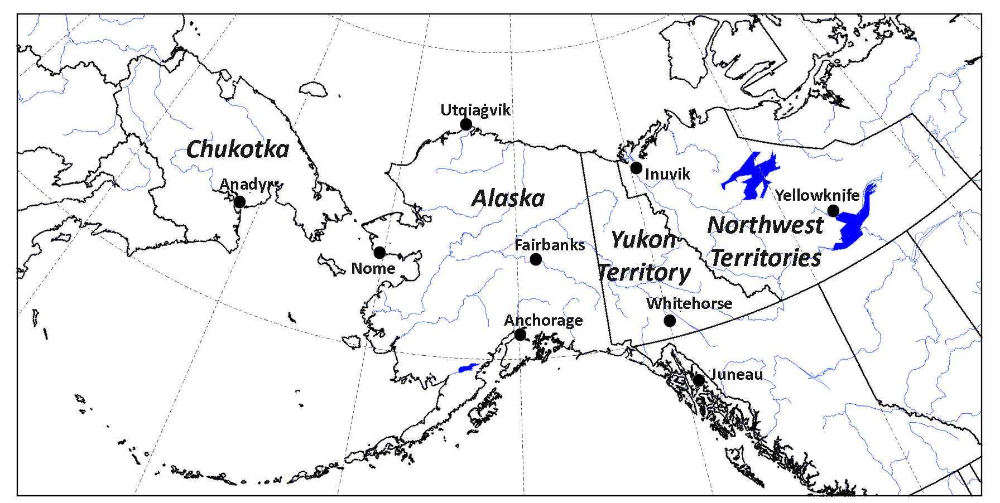 Utqiaġvik
Chukotka
Anadyr
Inuvik
Alaska
Yellowknife
Northwest
Territories
Yukon
Territory
Fairbanks
Nome
Whitehorse
Anchorage
Juneau